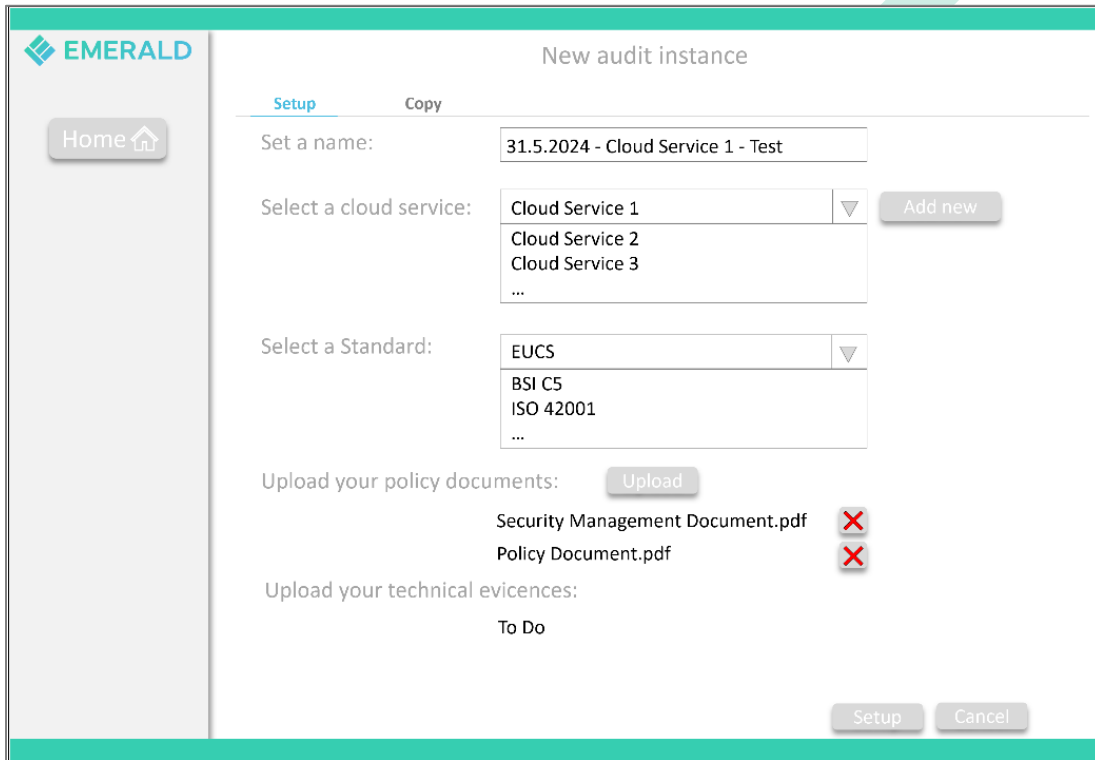 EMERALD
New audit instance
Setup Copy
Home
Set a name: 31.5.2024 - Cloud Service 1 - Test
Select a cloud service: Cloud Service 1 Add new
Cloud Service 2
Cloud Service 3
...
Select a Standard: EUCS
BSI C5
ISO 42001
...
Upload your policy documents: Upload
Security Management Document.pdf
Policy Document.pdf
Upload your technical evicences:
To Do
Setup Cancel